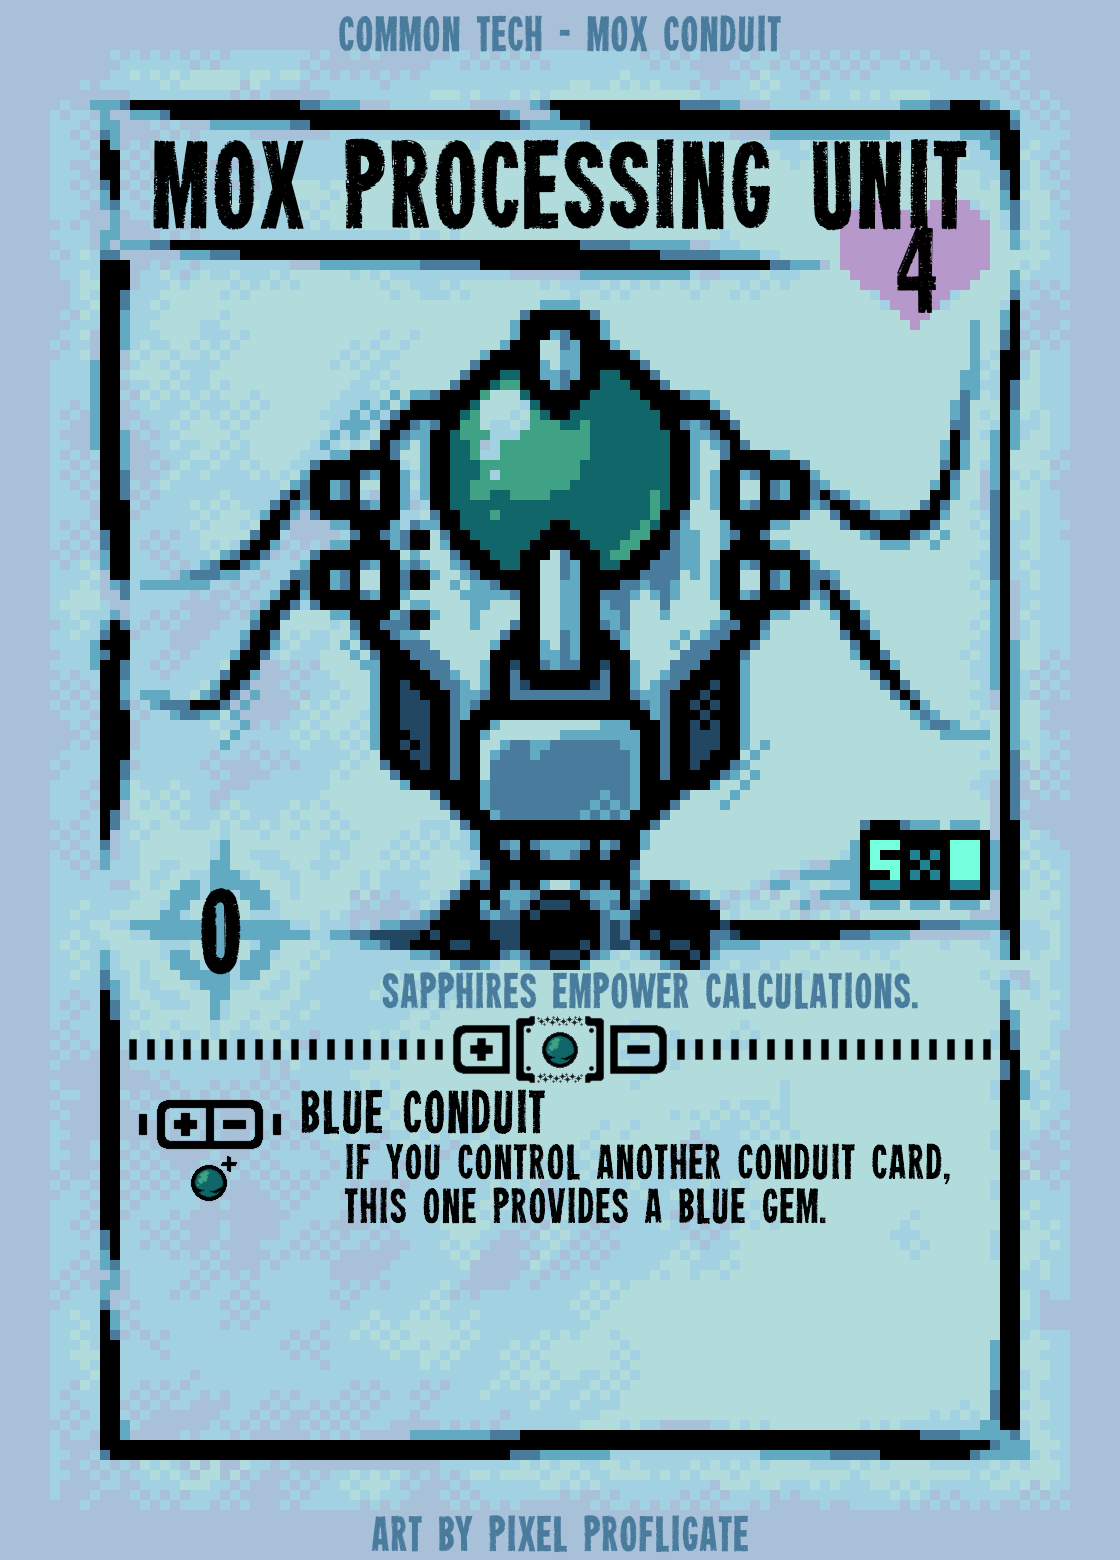 COMMON TECH - MOX CONDUIT
MOX PROCESSING UNIT
4
5X
0
SAPPHIRES EMPOWER CALCULATIONS.
BLUE CONDUIT
IF YOU CONTROL ANOTHER CONDUIT CARD,
THIS ONE PROVIDES A BLUE GEM.
ART BY PIXEL PROFLIGATE